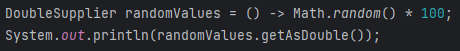 DoubleSupplier randomValues = () -> Math.random() * 100;
System.out.println(randomValues.getAsDouble());